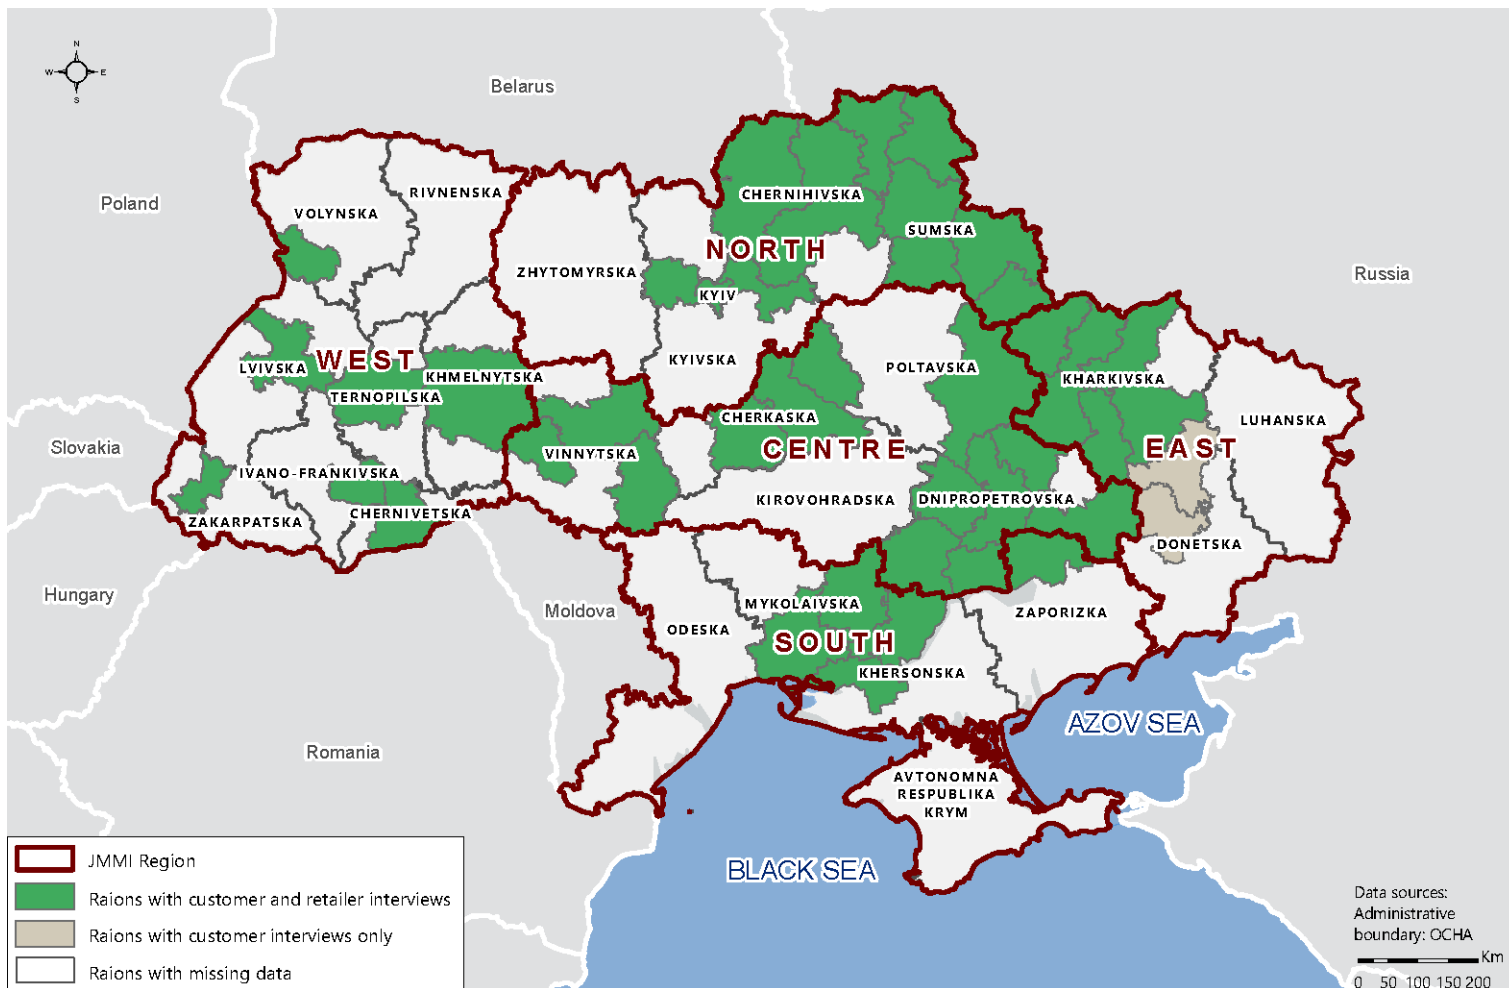 N
W
E
S
Belarus
Poland
Russia
Slovakia
Hungary
Moldova
Romania
RIVNENSKA
VOLYNSKA
CHERNIHIVSKA
SUMSKA
NORTH
ZHYTOMYRSKA
KYIV
KYIVSKA
WEST
LVIVSKA
KHMELNYTSKA
TERNOPILSKA
POLTAVSKA
KHARKIVSKA
LUHANSKA
CHERKASKA
CENTRE
EAST
VINNYTSKA
IVANO-FRANKIVSKA
KIROVOHRADSKA
DNIPROPETROVSKA
CHERNIVETSKA
ZAKARPATSKA
DONETSKA
MYKOLAIVSKA
ZAPORIZKA
ODESKA
SOUTH
KHERSONSKA
AZOV SEA
AVTONOMNA
RESPUBLIKA
KRYM
BLACK SEA
JMMI Region
Raions with customer and retailer interviews
Raions with customer interviews only
Raions with missing data
Data sources:
Administrative
boundary: OCHA
Km
0 50 100 150 200